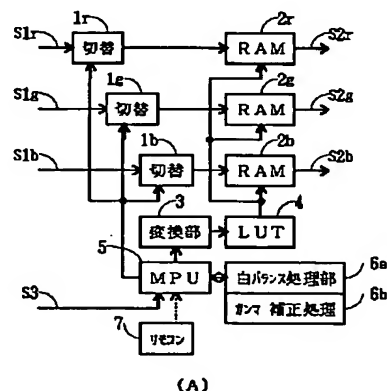 1r
2r
S1r
切替
RAM
S2r
1g
2g
S1g
切替
RAM
S2g
1b
2b
S1b
切替
RAM
S2b
3
4
変換部
LUT
5
MPU
白バランス処理部
6a
S3
ガンマ 補正処理
6b
7
リモコン
(A)